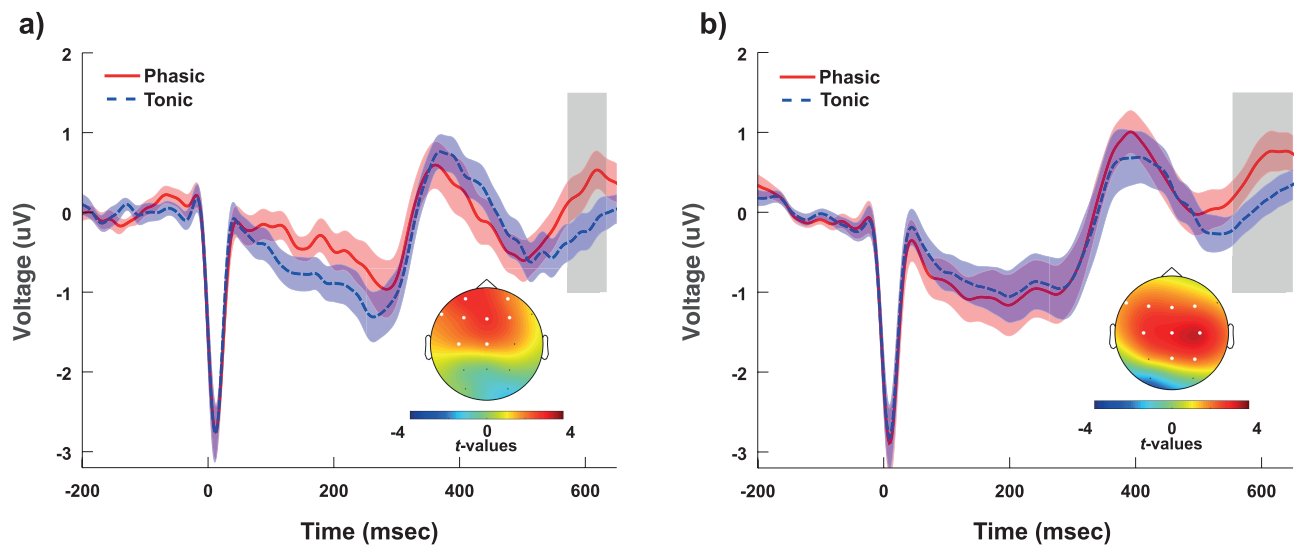 a)
2
1
0
-1
-2
-3
Voltage (uV)
Phasic
Tonic
-4 0 4
t-values
-200 0 200 400 600
Time (msec)
b)
2
1
0
-1
-2
-3
Voltage (uV)
Phasic
Tonic
-4 0 4
t-values
-200 0 200 400 600
Time (msec)